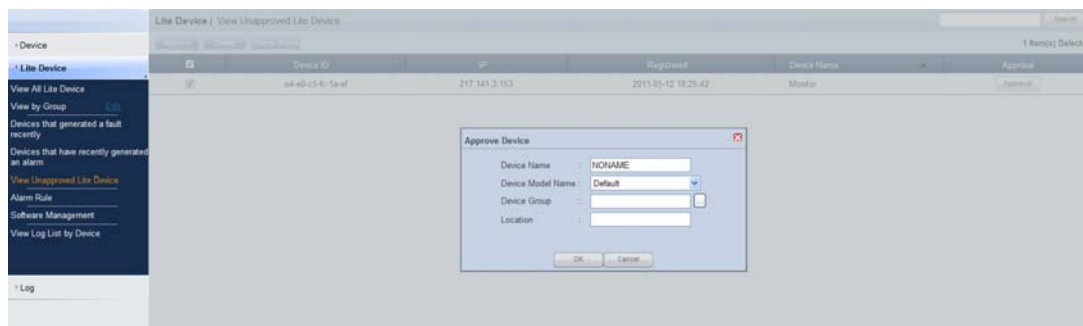 Lite Device | View Unapproved Lite Device
Search
Device
1 Item(s) Select
Lite Device
Device ID
IP
Registered
Device Name
Approval
View All Lite Device
e4-e0-c5-fc-1a-ef
217.141.3.153
2011-05-12 18:25:42
Monitor
Approval
View by Group
Edit
Devices that generated a fault
recently
Devices that have recently generated
an alarm
View Unapproved Lite Device
Alarm Rule
Software Management
View Log List by Device
Log
Approve Device
Device Name : NONAME
Device Model Name : Default
Device Group : ...
Location :
OK
Cancel